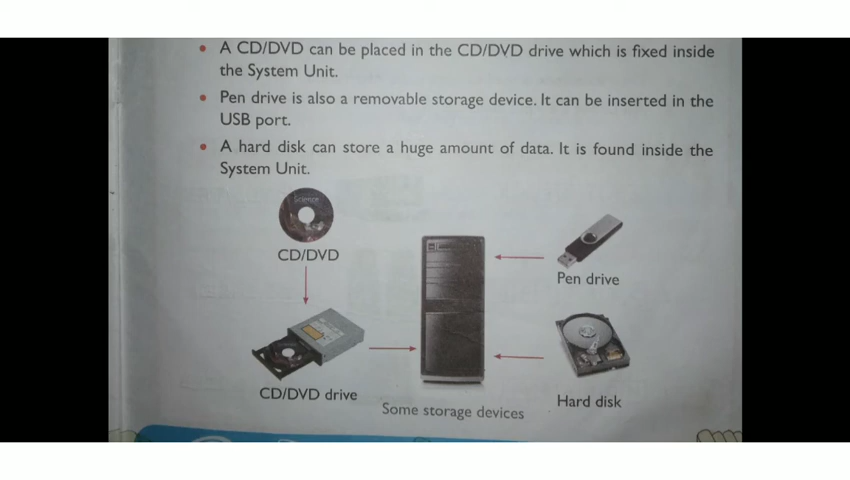 • A CD/DVD can be placed in the CD/DVD drive which is fixed inside
the System Unit.
• Pen drive is also a removable storage device. It can be inserted in the
USB port.
• A hard disk can store a huge amount of data. It is found inside the
System Unit.
Science
CD/DVD
Pen drive
CD/DVD drive
Hard disk
Some storage devices